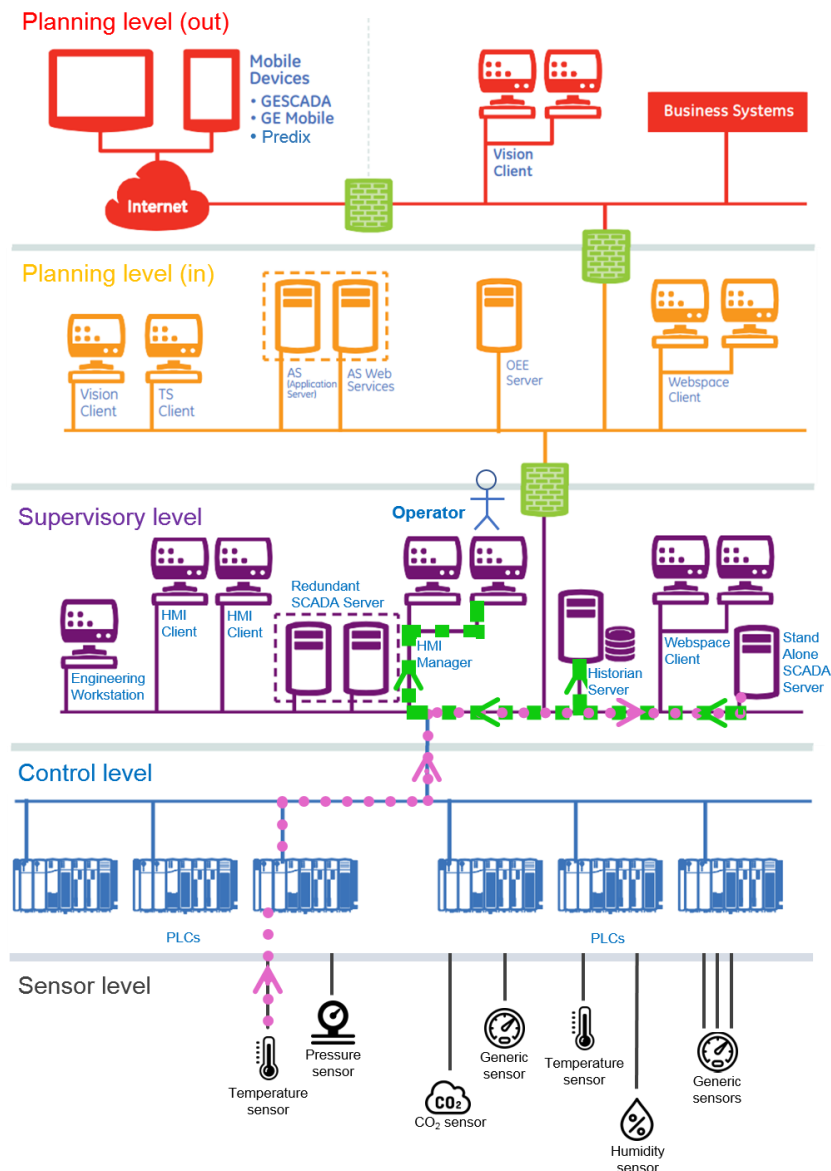 Planning level (out)
Mobile
Devices
• GESCADA
• GE Mobile
• Predix
Internet
Vision
Client
Business Systems
Planning level (in)
Vision
Client
TS
Client
AS
(Application
Server)
AS Web
Services
OEE
Server
Webspace
Client
Supervisory level
Operator
Engineering
Workstation
HMI
Client
HMI
Client
Redundant
SCADA Server
HMI
Manager
Historian
Server
Webspace
Client
Stand
Alone
SCADA
Server
Control level
PLCs
PLCs
Sensor level
Temperature
sensor
Pressure
sensor
CO2
CO₂ sensor
Generic
sensor
Temperature
sensor
%
Humidity
sensor
Generic
sensors